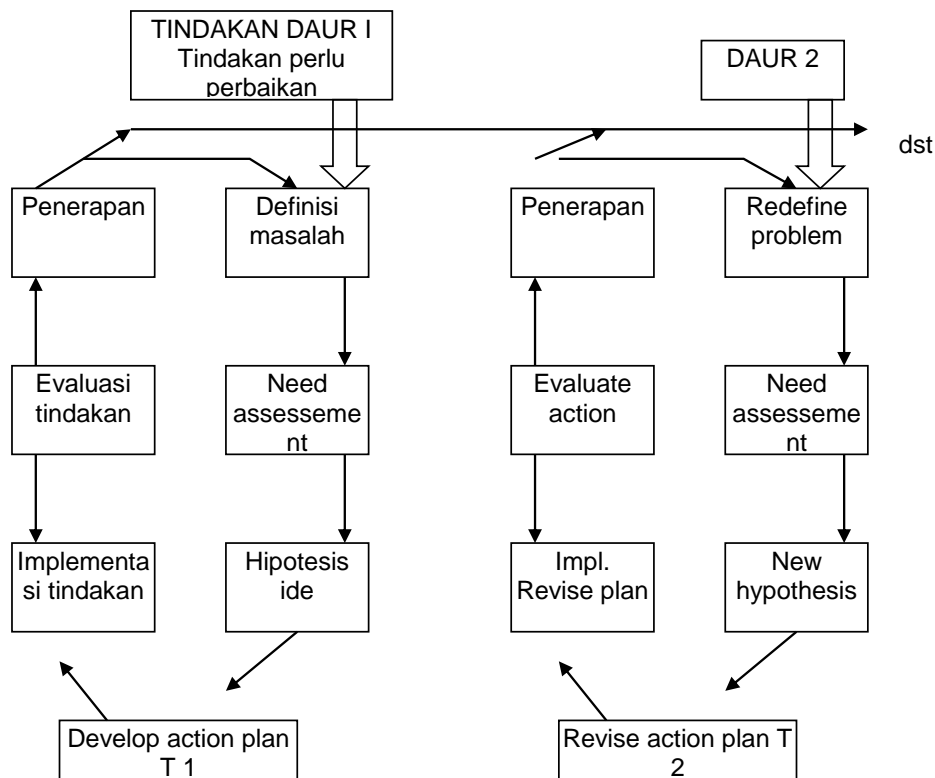 TINDAKAN DAUR I
Tindakan perlu
perbaikan
DAUR 2
dst
Penerapan
Definisi
masalah
Penerapan
Redefine
problem
Evaluasi
tindakan
Need
assesseme
nt
Evaluate
action
Need
assesseme
nt
Implementa
si tindakan
Hipotesis
ide
Impl.
Revise plan
New
hypothesis
Develop action plan
T 1
Revise action plan T
2